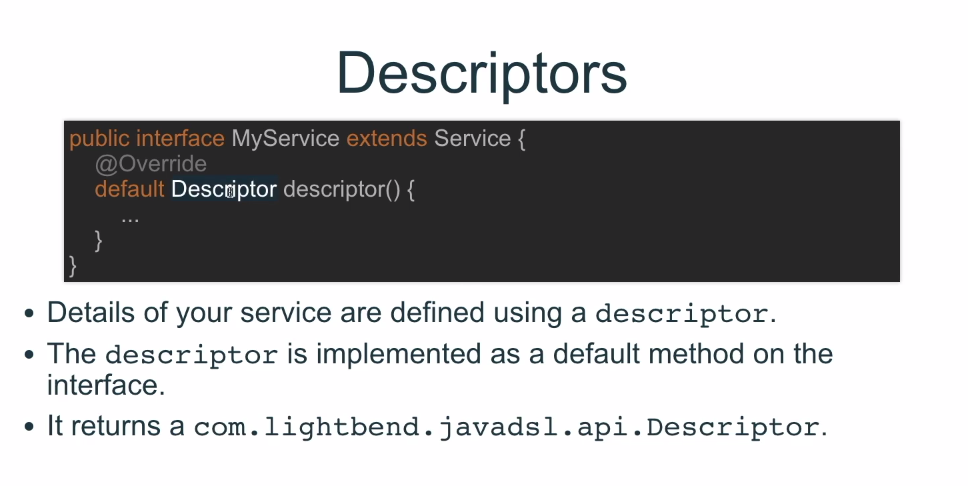 Descriptors
public interface MyService extends Service {
@Override
default Descriptor descriptor() {
...
}
}
• Details of your service are defined using a descriptor.
• The descriptor is implemented as a default method on the
interface.
• It returns a com.lightbend.javadsl.api.Descriptor.